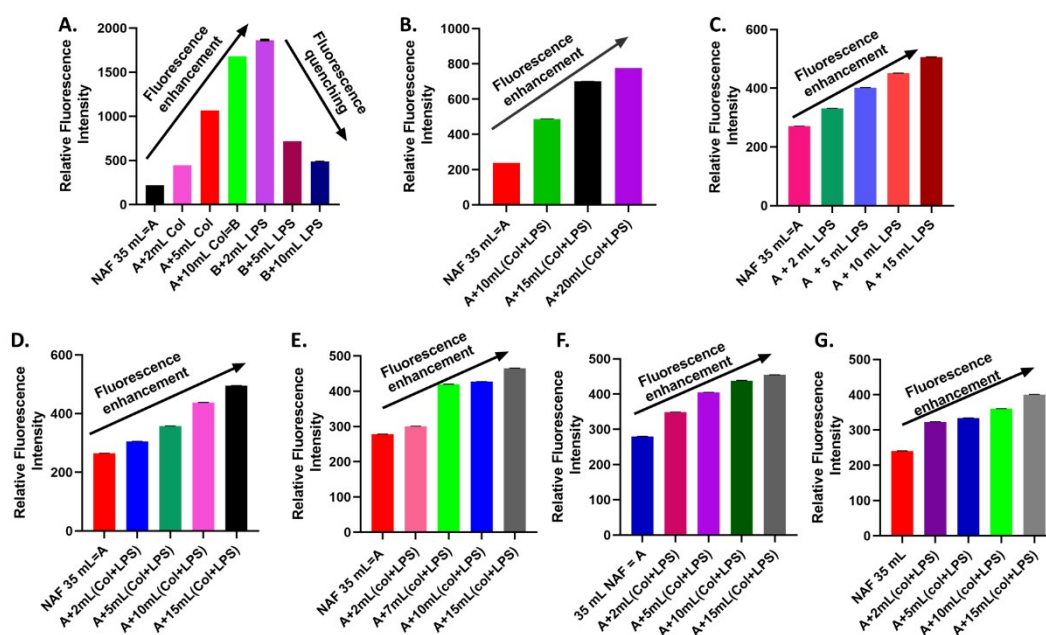 A.
Relative Fluorescence
Intensity
2000
1500
1000
500
0
Fluorescence
enhancement
Fluorescence
quenching
NAF 35 mL=A
A+2mL Col
A+5mL Col
A+10mL Col=B
B+2mL LPS
B+5mL LPS
B+10mL LPS
B.
Relative Fluorescence
Intensity
1000
800
600
400
200
0
Fluorescence
enhancement
NAF 35 mL=A
A+10mL(Col+LPS)
A+15mL(Col+LPS)
A+20mL(Col+LPS)
C.
Relative Fluorescence
Intensity
600
400
200
0
Fluorescence
enhancement
NAF 35 mL=A
A + 2 mL LPS
A + 5 mL LPS
A + 10 mL LPS
A + 15 mL LPS
D.
Relative Fluorescence
Intensity
600
400
200
0
Fluorescence
enhancement
NAF 35 mL=A
A+2mL(Col+LPS)
A+5mL(Col+LPS)
A+10mL(Col+LPS)
A+15mL(Col+LPS)
E.
Relative Fluorescence
Intensity
500
400
300
200
100
0
Fluorescence
enhancement
NAF 35 mL=A
A+2mL(Col+LPS)
A+7mL(Col+LPS)
A+10mL(Col+LPS)
A+15mL(col+LPS)
F.
Relative Fluorescence
Intensity
500
400
300
200
100
0
Fluorescence
enhancement
35 mL NAF = A
A+2mL(Col+LPS)
A+5mL(Col+LPS)
A+10mL(Col+LPS)
A+15mL(Col+LPS)
G.
Relative Fluorescence
Intensity
500
400
300
200
100
0
Fluorescence
enhancement
NAF 35 mL
A+2mL(col+LPS)
A+5mL(col+LPS)
A+10mL(col+LPS)
A+15mL(col+LPS)